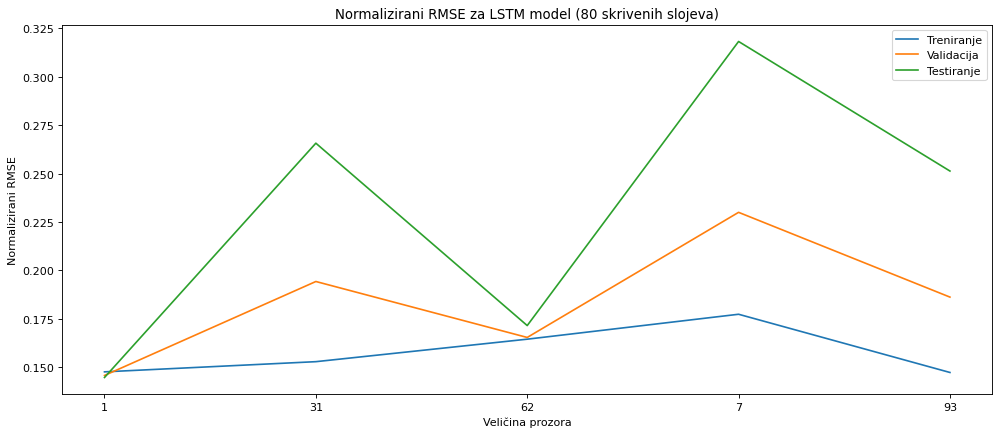 Normalizirani RMSE za LSTM model (80 skrivenih slojeva)
Treniranje
Validacija
Testiranje
Normalizirani RMSE
0.325
0.300
0.275
0.250
0.225
0.200
0.175
0.150
1
31
62
7
93
Veličina prozora